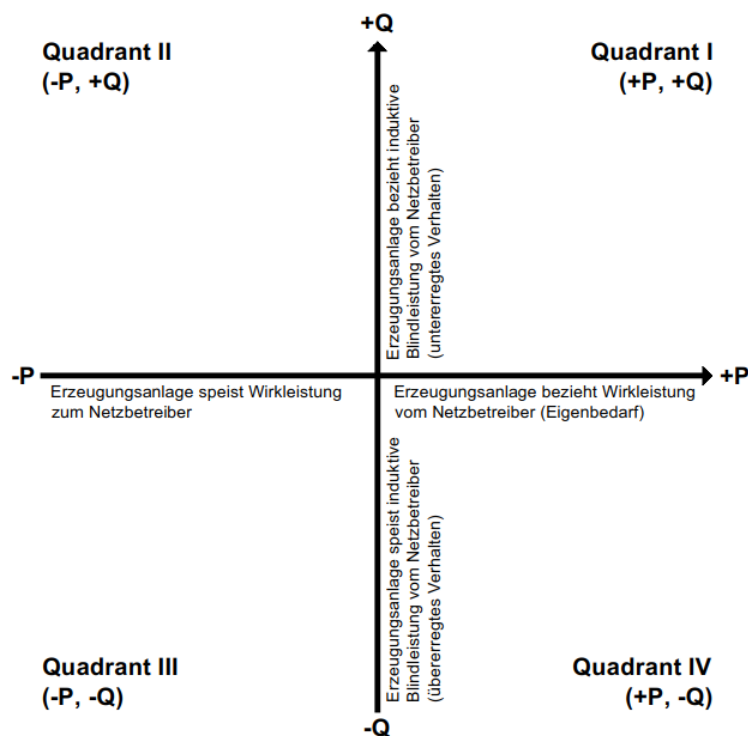 +Q
Quadrant II
(-P, +Q)
Quadrant I
(+P, +Q)
Erzeugungsanlage bezieht induktive
Blindleistung vom Netzbetreiber
(untererregtes Verhalten)
-P
+P
Erzeugungsanlage speist Wirkleistung
zum Netzbetreiber
Erzeugungsanlage bezieht Wirkleistung
vom Netzbetreiber (Eigenbedarf)
Erzeugungsanlage speist induktive
Blindleistung vom Netzbetreiber
(übererregtes Verhalten)
Quadrant III
(-P, -Q)
Quadrant IV
(+P, -Q)
-Q